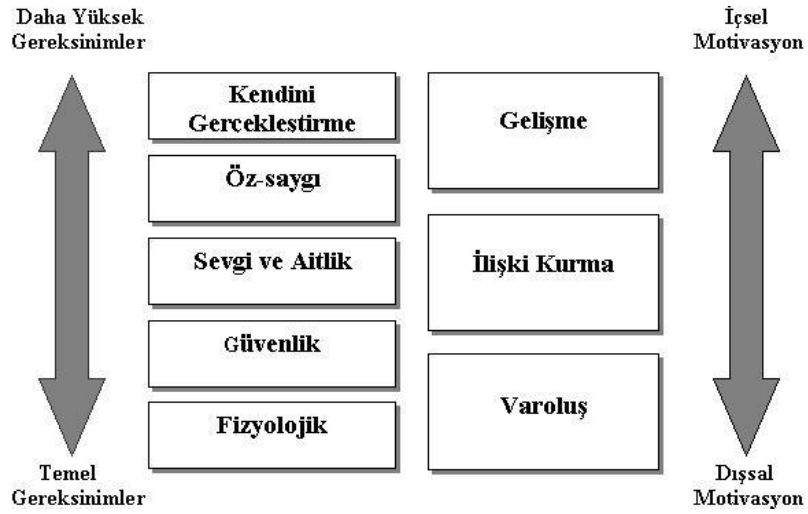 Daha Yüksek
Gereksinimler
İçsel
Motivasyon
Kendini
Gerceklestirme
Gelişme
Öz-saygı
Sevgi ve Aitlik
İlişki Kurma
Güvenlik
Varoluş
Fizyolojik
Temel
Gereksinimler
Dışsal
Motivasyon